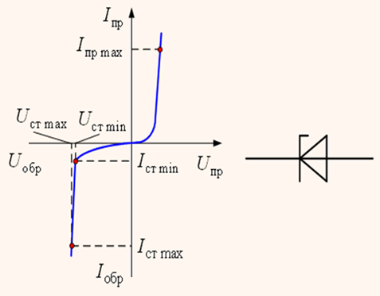 Iпр
Iпр max
Uст max
Uст min
Uобр
Iст min
Uпр
Iст max
Iобр